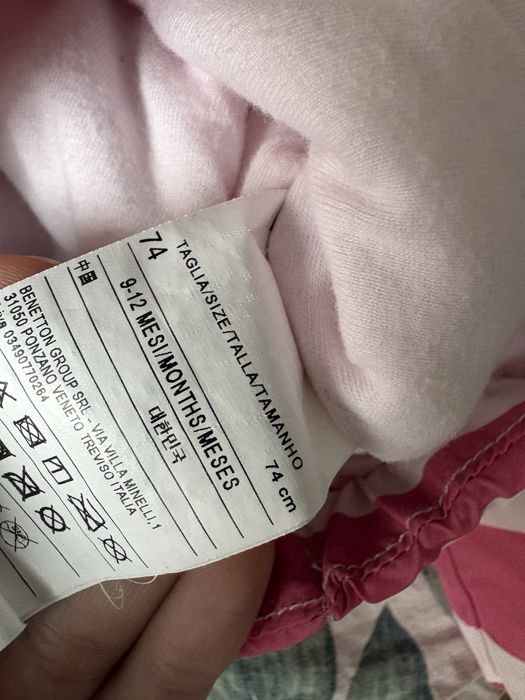 TAGLIA/SIZE/TALLA/TAMANHO
74 74 cm
9-12 MESI/MONTHS/MESES
中国 대한민국
BENETTON GROUP SRL - VIA VILLA MINELLI,1
31050 PONZANO VENETO TREVISO ITALIA
iva 03490770264